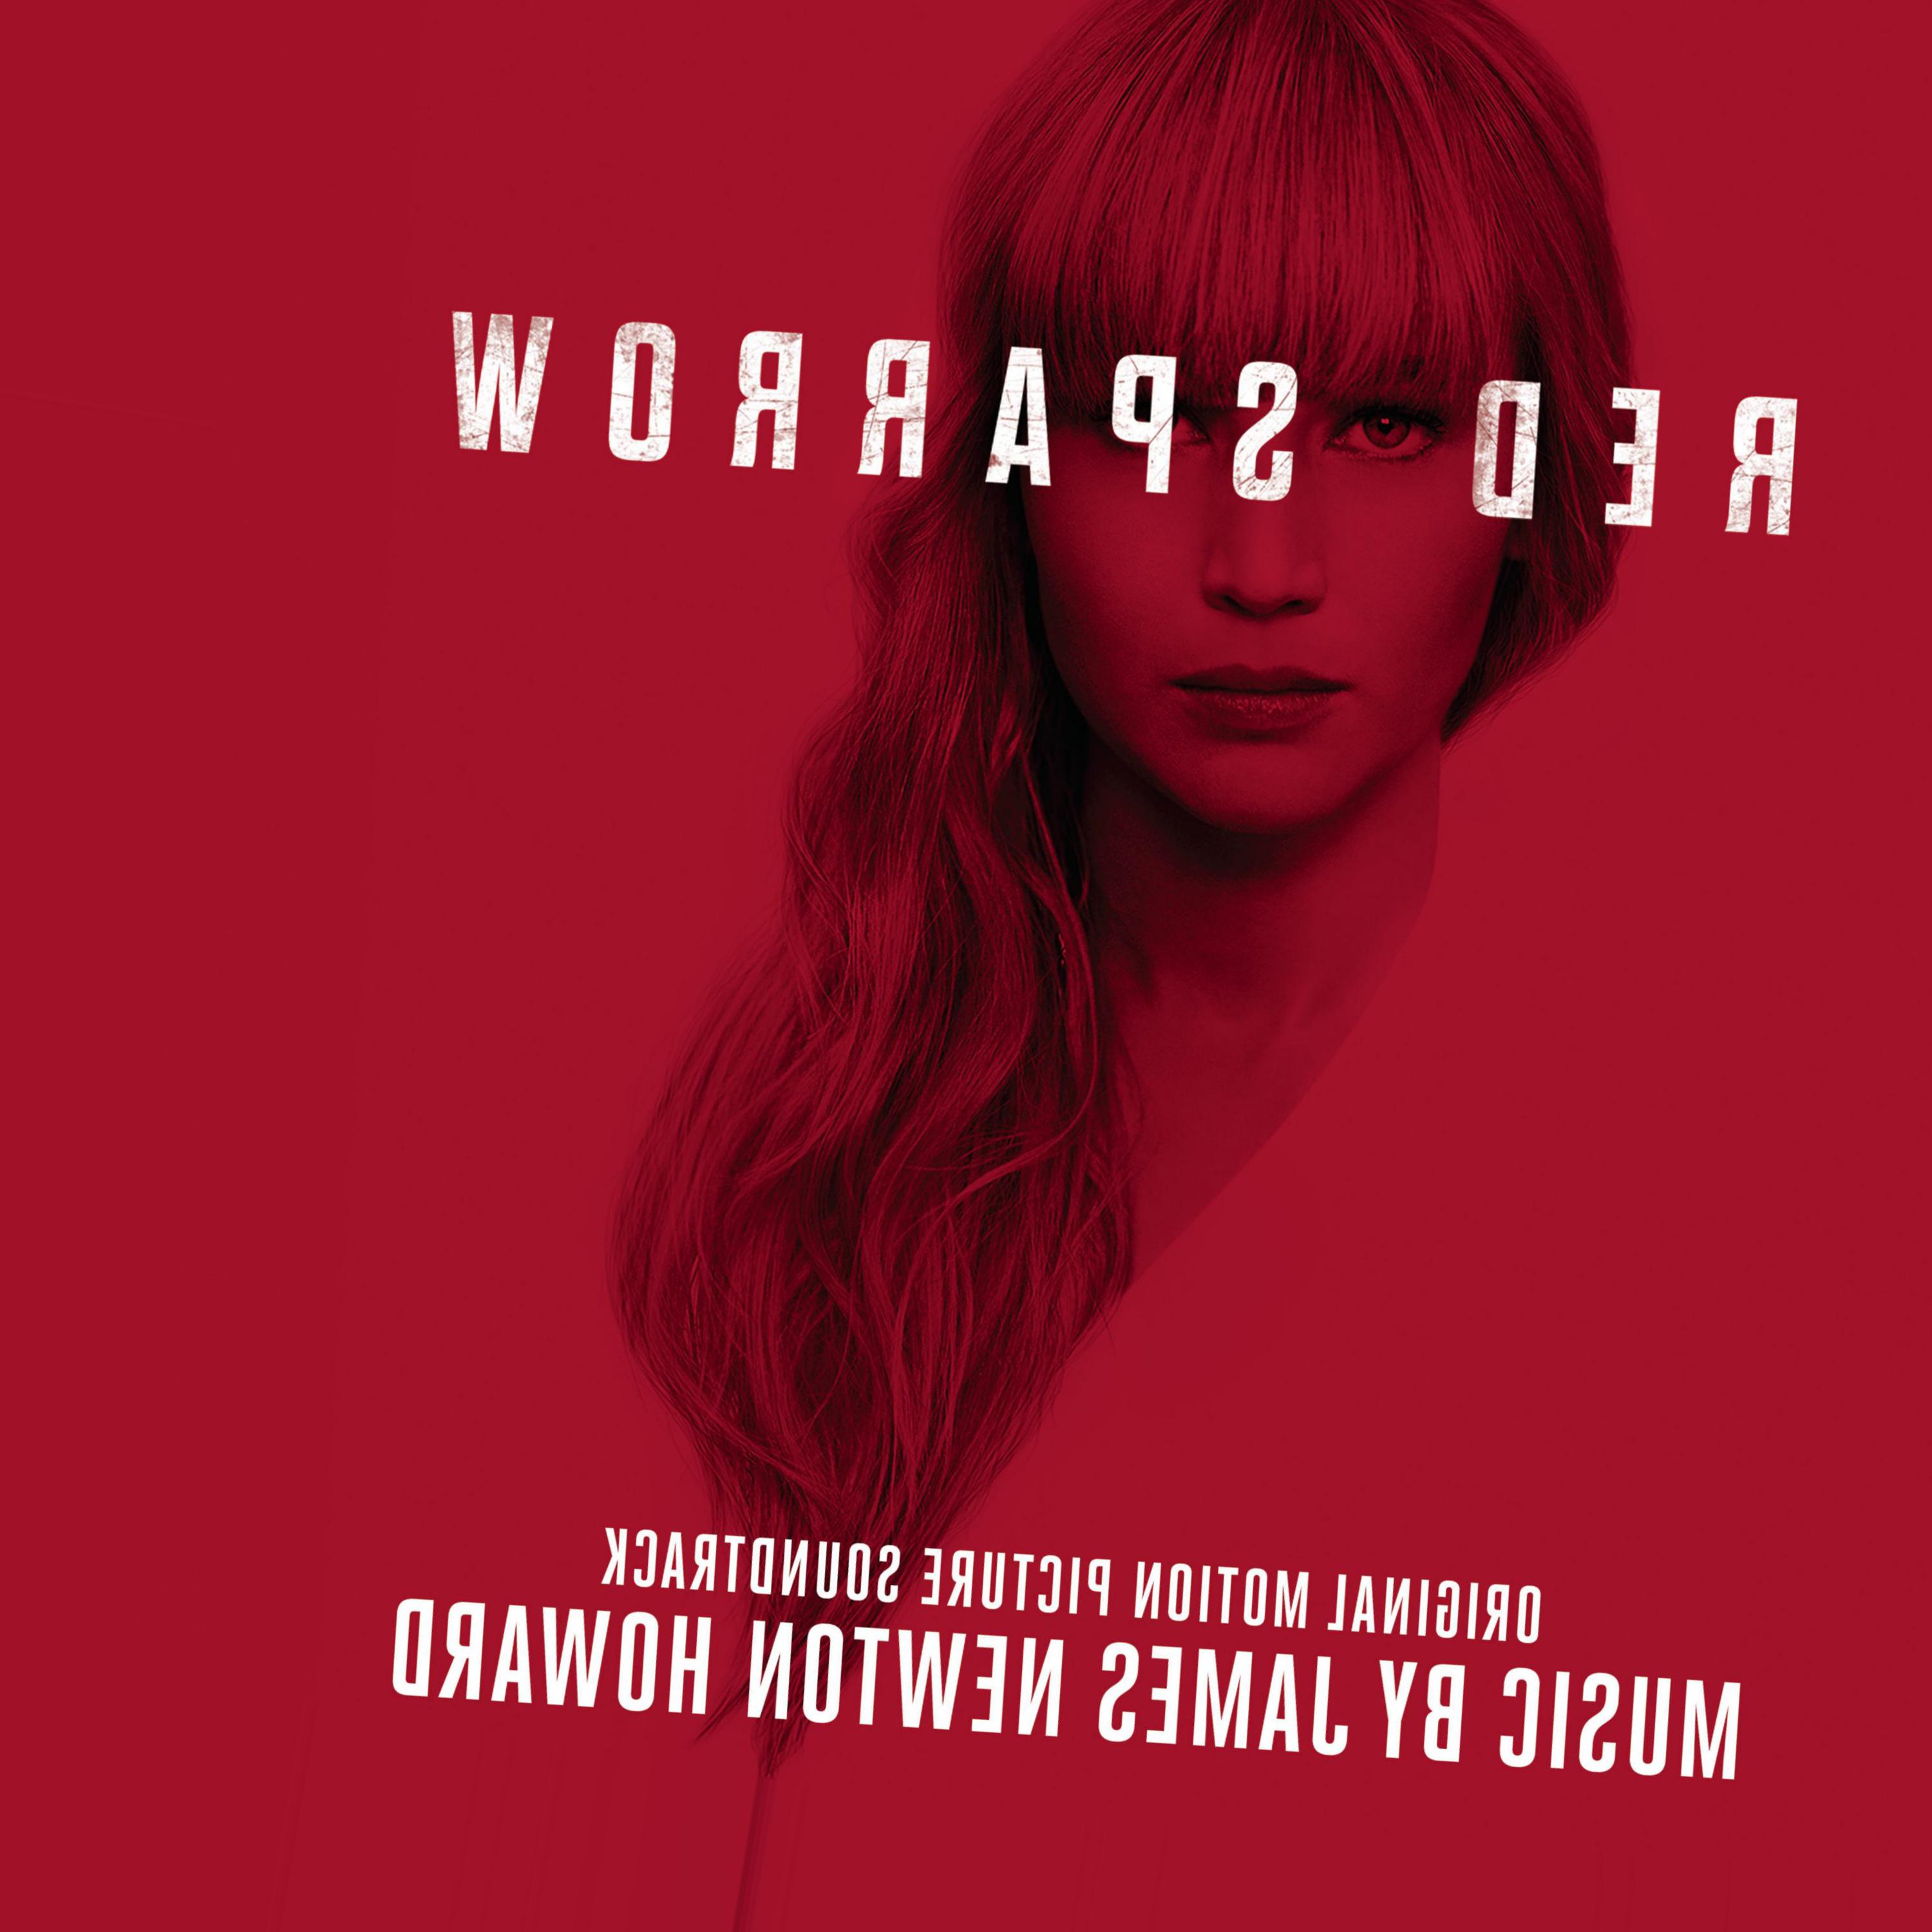 RED SPARROW
ORIGINAL MOTION PICTURE SOUNDTRACK
MUSIC BY JAMES NEWTON HOWARD